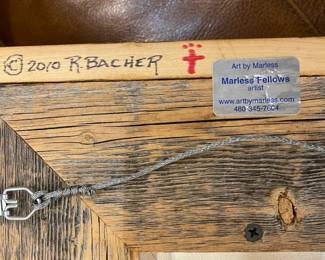 © 2010 R. BACHER
Art by Marless
Marless Fellows
artist
www.artbymarless.com
480-345-7604